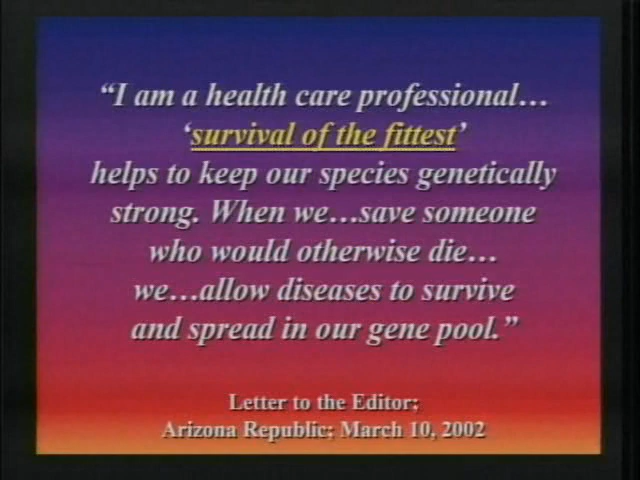 “I am a health care professional…
‘survival of the fittest’
helps to keep our species genetically
strong. When we…save someone
who would otherwise die…
we…allow diseases to survive
and spread in our gene pool.”
Letter to the Editor;
Arizona Republic; March 10, 2002